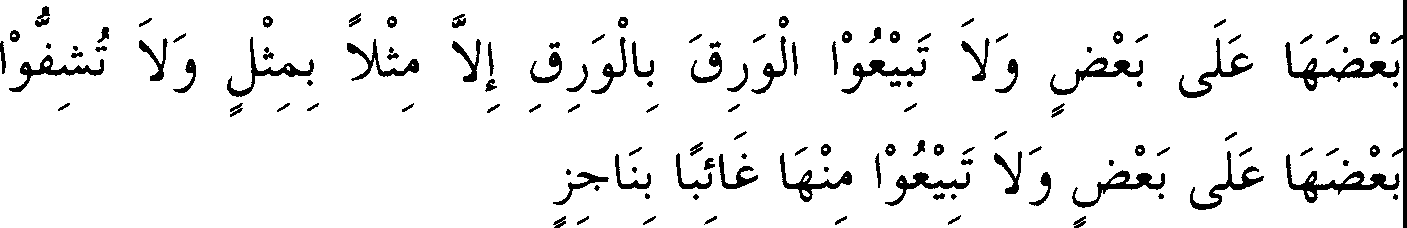 بَعْضَهَا عَلَى بَعْضٍ وَلاَ تَبِيْعُوْا الْوَرِقَ بِالْوَرِقِ إِلاَّ مِثْلاً بِمِثْلٍ وَلاَ تُشِفُّوْا
بَعْضَهَا عَلَى بَعْضٍ وَلاَ تَبِيْعُوْا مِنْهَا غَائِبًا بِنَاجِزٍ